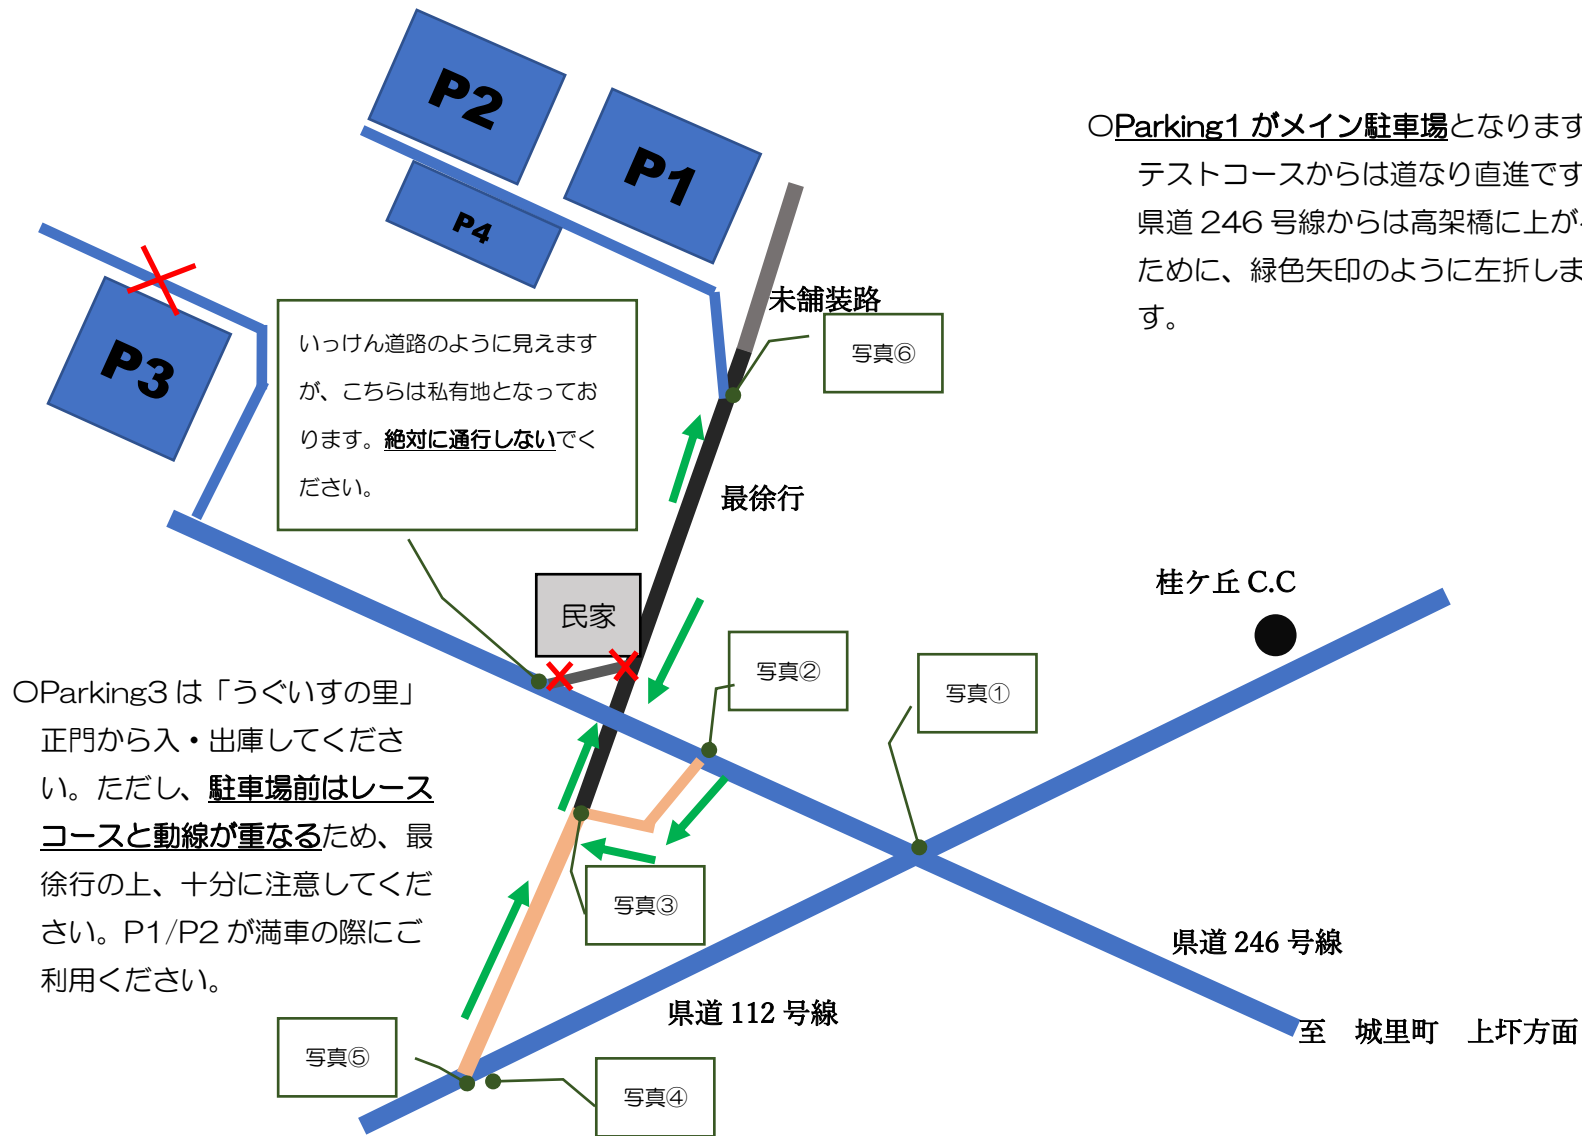 P2
P1
P4
P3
〇Parking1 がメイン駐車場となります
テストコースからは道なり直進です
県道 246 号線からは高架橋に上が
ために、緑色矢印のように左折しま
す。
未舗装路
写真⑥
いっけん道路のように見えます
が、こちらは私有地となってお
ります。絶対に通行しないでく
ださい。
最徐行
民家
桂ケ丘 C.C
写真②
写真①
〇Parking3 は「うぐいすの里」
正門から入・出庫してくださ
い。ただし、駐車場前はレース
コースと動線が重なるため、最
徐行の上、十分に注意してくだ
さい。P1/P2 が満車の際にご
利用ください。
写真③
県道 246 号線
県道 112 号線
至　城里町　上圷方面
写真⑤
写真④